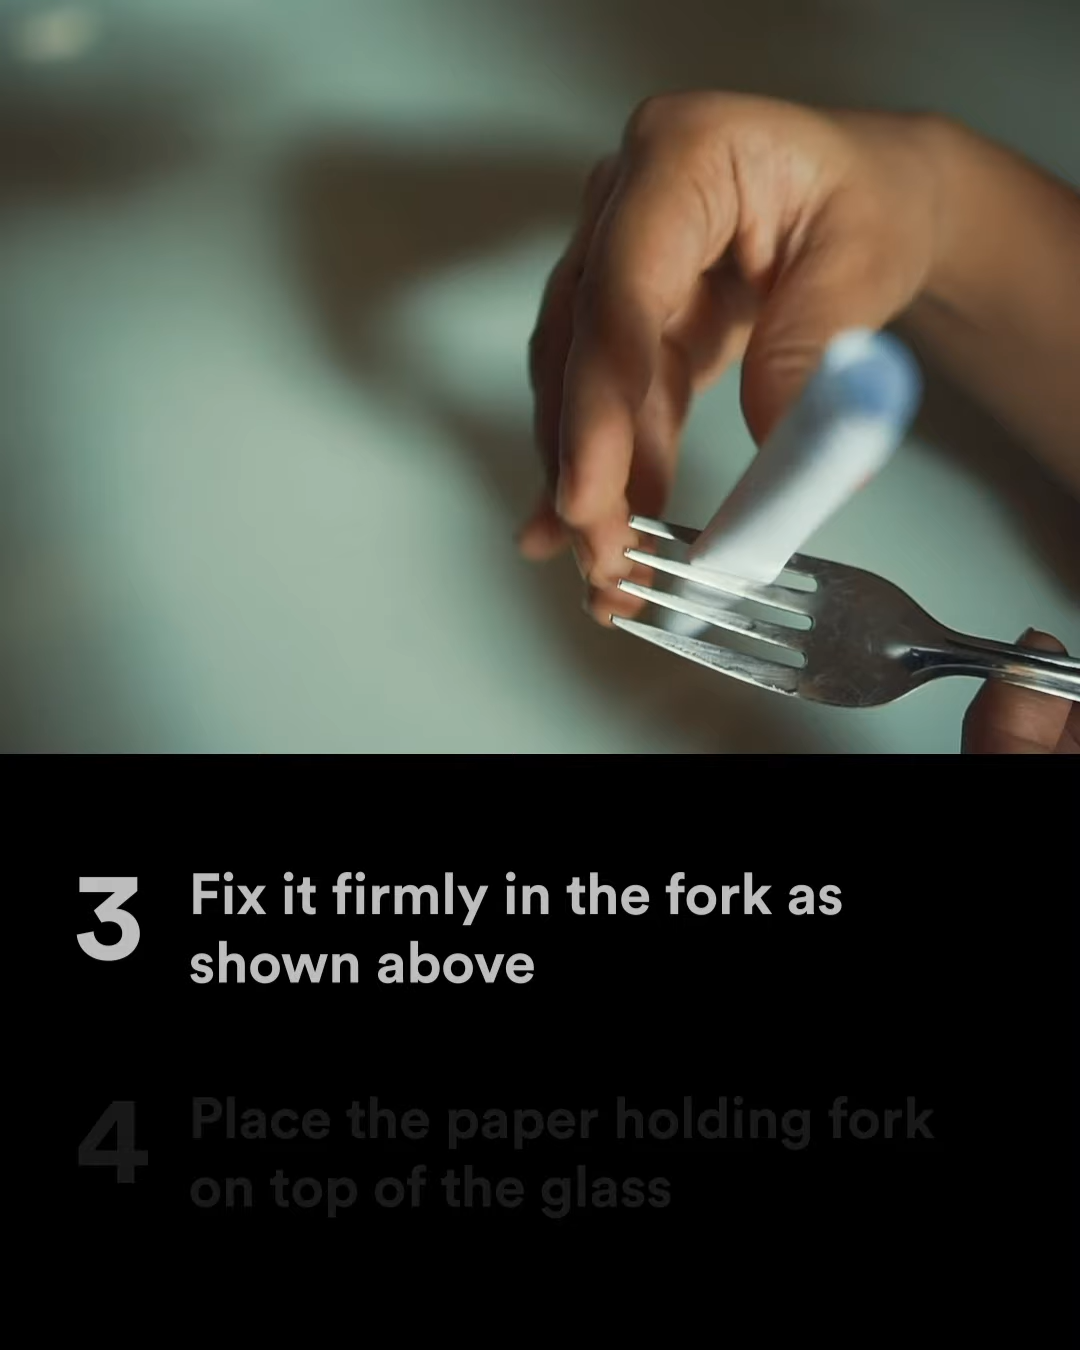 3 Fix it firmly in the fork as
shown above
4 Place the paper holding fork
on top of the glass